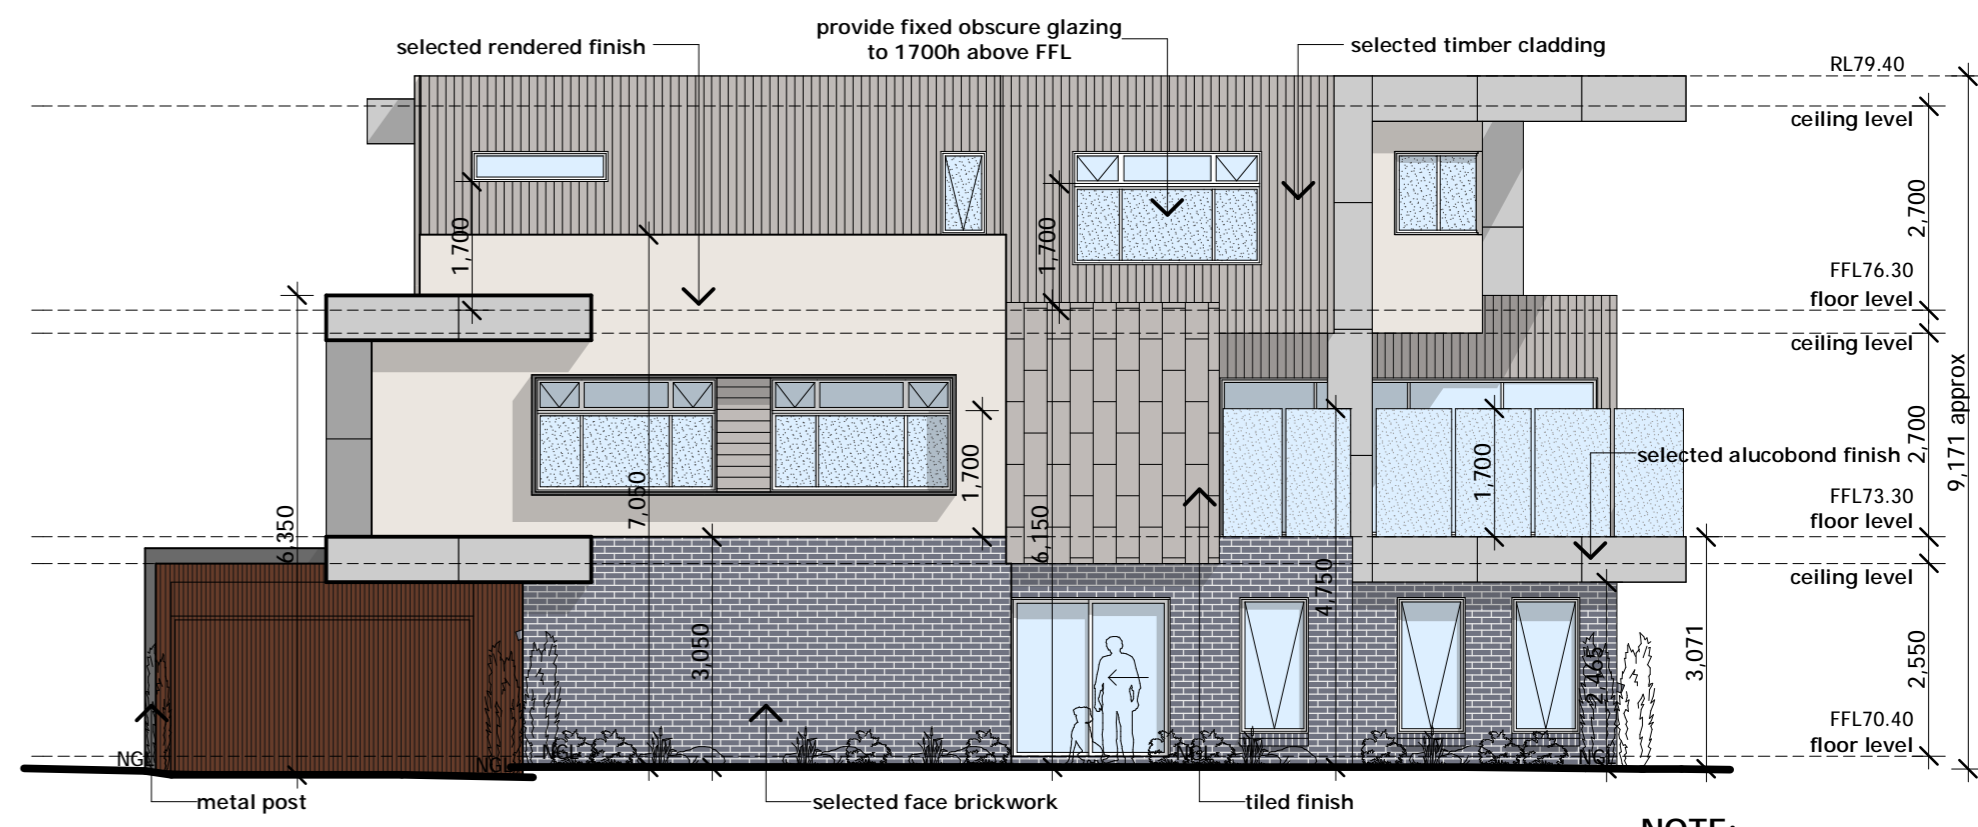 provide fixed obscure glazing
to 1700h above FFL
selected rendered finish
selected timber cladding
RL79.40
ceiling level
2,700
1,700
1,700
FFL76.30
floor level
ceiling level
9,171 approx
2,700
selected alucobond finish
1,700
1,700
7,050
6,350
6,150
FFL73.30
floor level
ceiling level
4,750
3,050
2,465
3,071
2,550
FFL70.40
floor level
NGL
NGL
NGL
NGL
NGL
metal post
selected face brickwork
tiled finish
NOTE: